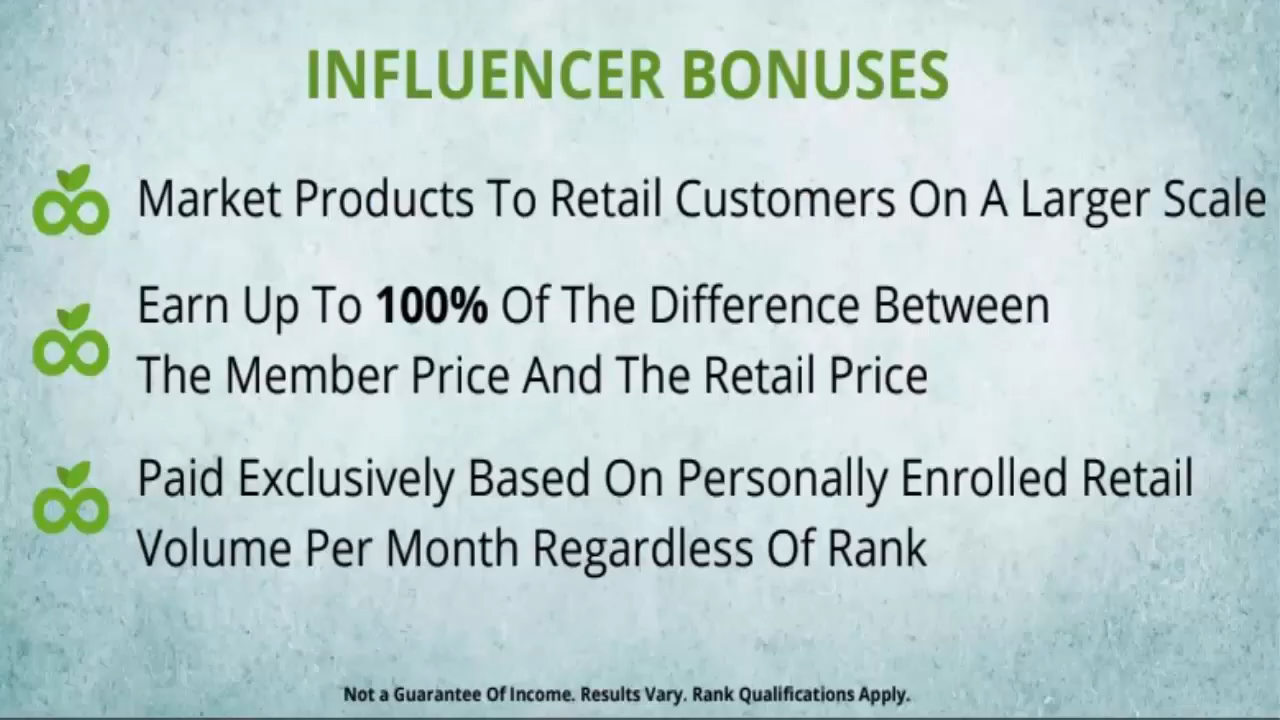 INFLUENCER BONUSES
Market Products To Retail Customers On A Larger Scale
Earn Up To 100% Of The Difference Between
The Member Price And The Retail Price
Paid Exclusively Based On Personally Enrolled Retail
Volume Per Month Regardless Of Rank
Not a Guarantee Of Income. Results Vary. Rank Qualifications Apply.